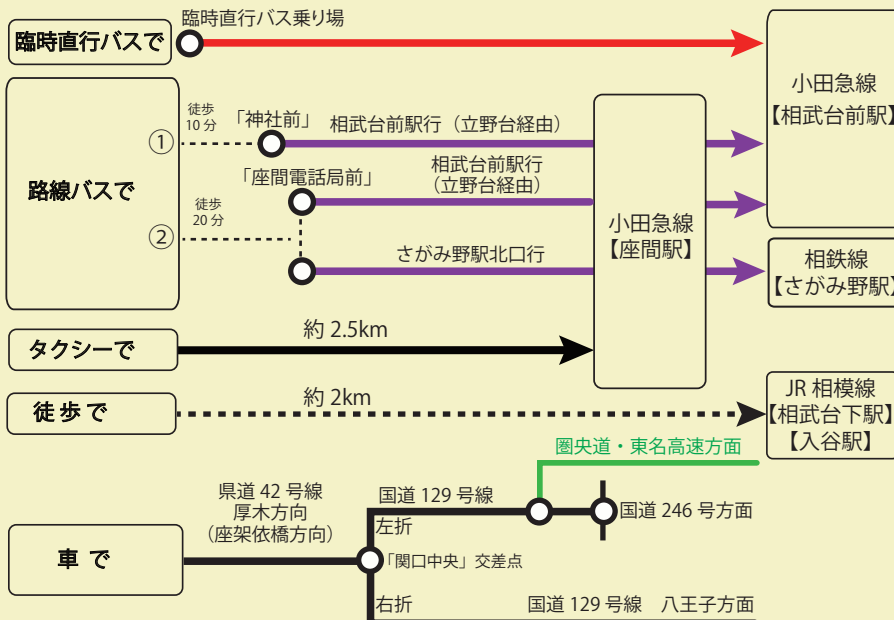 臨時直行バス乗り場
臨時直行バスで
小田急線
【相武台前駅】
路線バスで
①
徒歩
10分
「神社前」
相武台前駅行（立野台経由）
②
徒歩
20分
「座間電話局前」
相武台前駅行
（立野台経由）
さがみ野駅北口行
小田急線
【座間駅】
相鉄線
【さがみ野駅】
タクシーで
約 2.5km
徒 歩 で
約 2km
JR 相模線
【相武台下駅】
【入谷駅】
圏央道・東名高速方面
車 で
県道 42 号線
厚木方向
（座架依橋方向）
国道 129 号線
左折
国道 246 号方面
「関口中央」交差点
右折
国道 129 号線　八王子方面